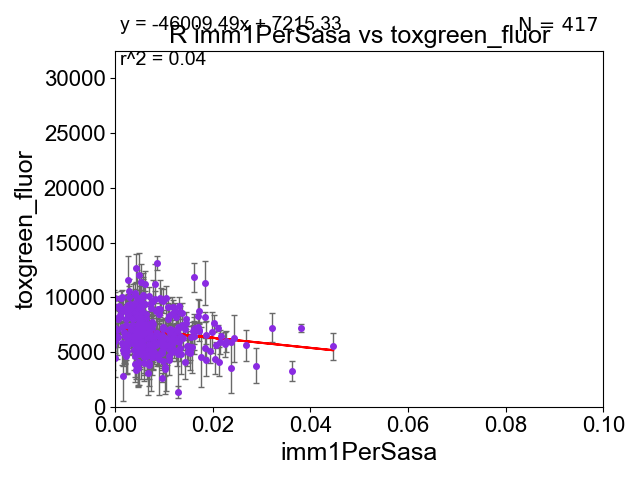 y = -46009.49x + 7215.33
N = 417
R imm1PerSasa vs toxgreen_fluor
r^2 = 0.04
30000
25000
20000
15000
10000
5000
0
toxgreen_fluor
0.00 0.02 0.04 0.06 0.08 0.10
imm1PerSasa